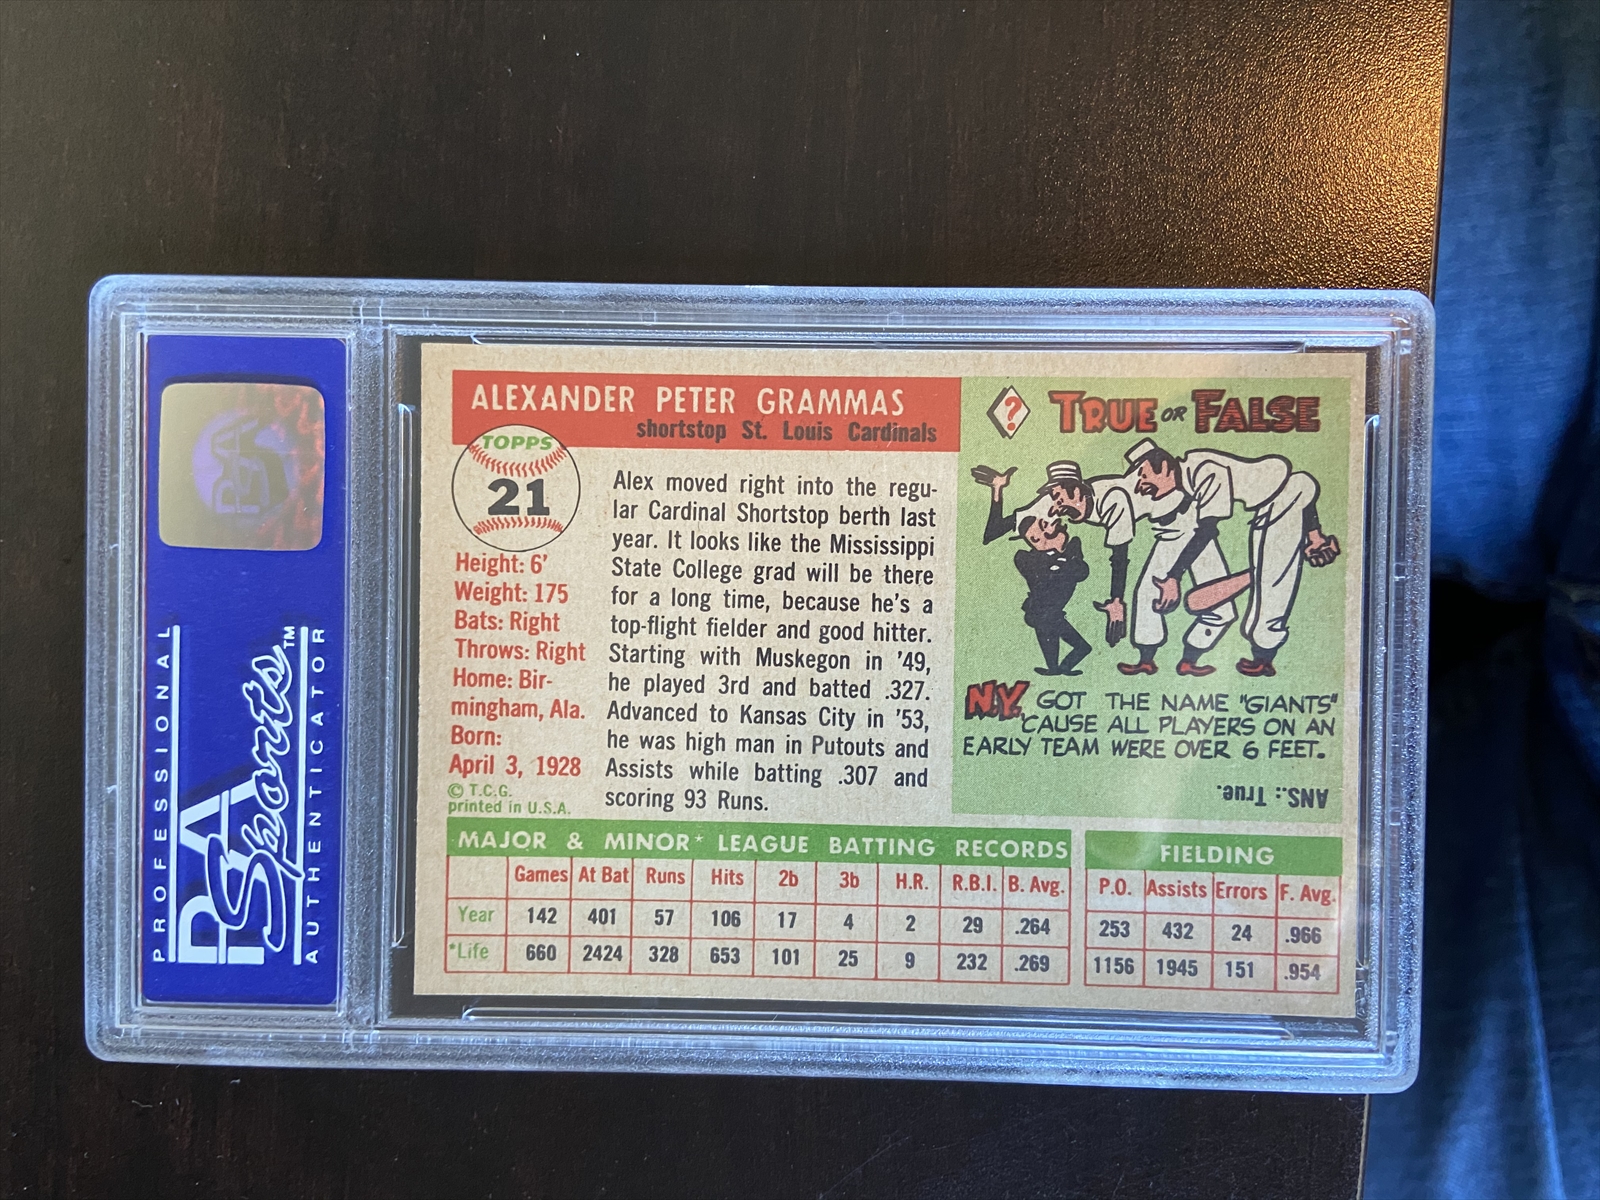 PROFESSIONAL
PSA
Sports™
AUTHENTICATOR
PSA
ALEXANDER PETER GRAMMAS
shortstop St. Louis Cardinals
TOPPS
21
Height: 6'
Weight: 175
Bats: Right
Throws: Right
Home: Bir-
mingham, Ala.
Born:
April 3, 1928
© T.C.G.
printed in U.S.A.
Alex moved right into the regu-
lar Cardinal Shortstop berth last
year. It looks like the Mississippi
State College grad will be there
for a long time, because he's a
top-flight fielder and good hitter.
Starting with Muskegon in '49,
he played 3rd and batted .327.
Advanced to Kansas City in '53,
he was high man in Putouts and
Assists while batting .307 and
scoring 93 Runs.
? TRUE OR FALSE
N.Y. GOT THE NAME "GIANTS"
'CAUSE ALL PLAYERS ON AN
EARLY TEAM WERE OVER 6 FEET.
ANS.: True.
MAJOR & MINOR* LEAGUE BATTING RECORDS
Games At Bat Runs Hits 2b 3b H.R. R.B.I. B. Avg.
Year 142 401 57 106 17 4 2 29 .264
*Life 660 2424 328 653 101 25 9 232 .269
FIELDING
P.O. Assists Errors F. Avg.
253 432 24 .966
1156 1945 151 .954